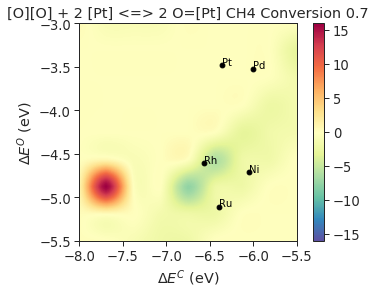 [O][O] + 2 [Pt] <=> 2 O=[Pt] CH4 Conversion 0.7
−3.0
−3.5
−4.0
−4.5
−5.0
−5.5
ΔE^O (eV)
Pt
Pd
Rh
Ni
Ru
−8.0 −7.5 −7.0 −6.5 −6.0 −5.5
ΔE^C (eV)
15
10
5
0
−5
−10
−15